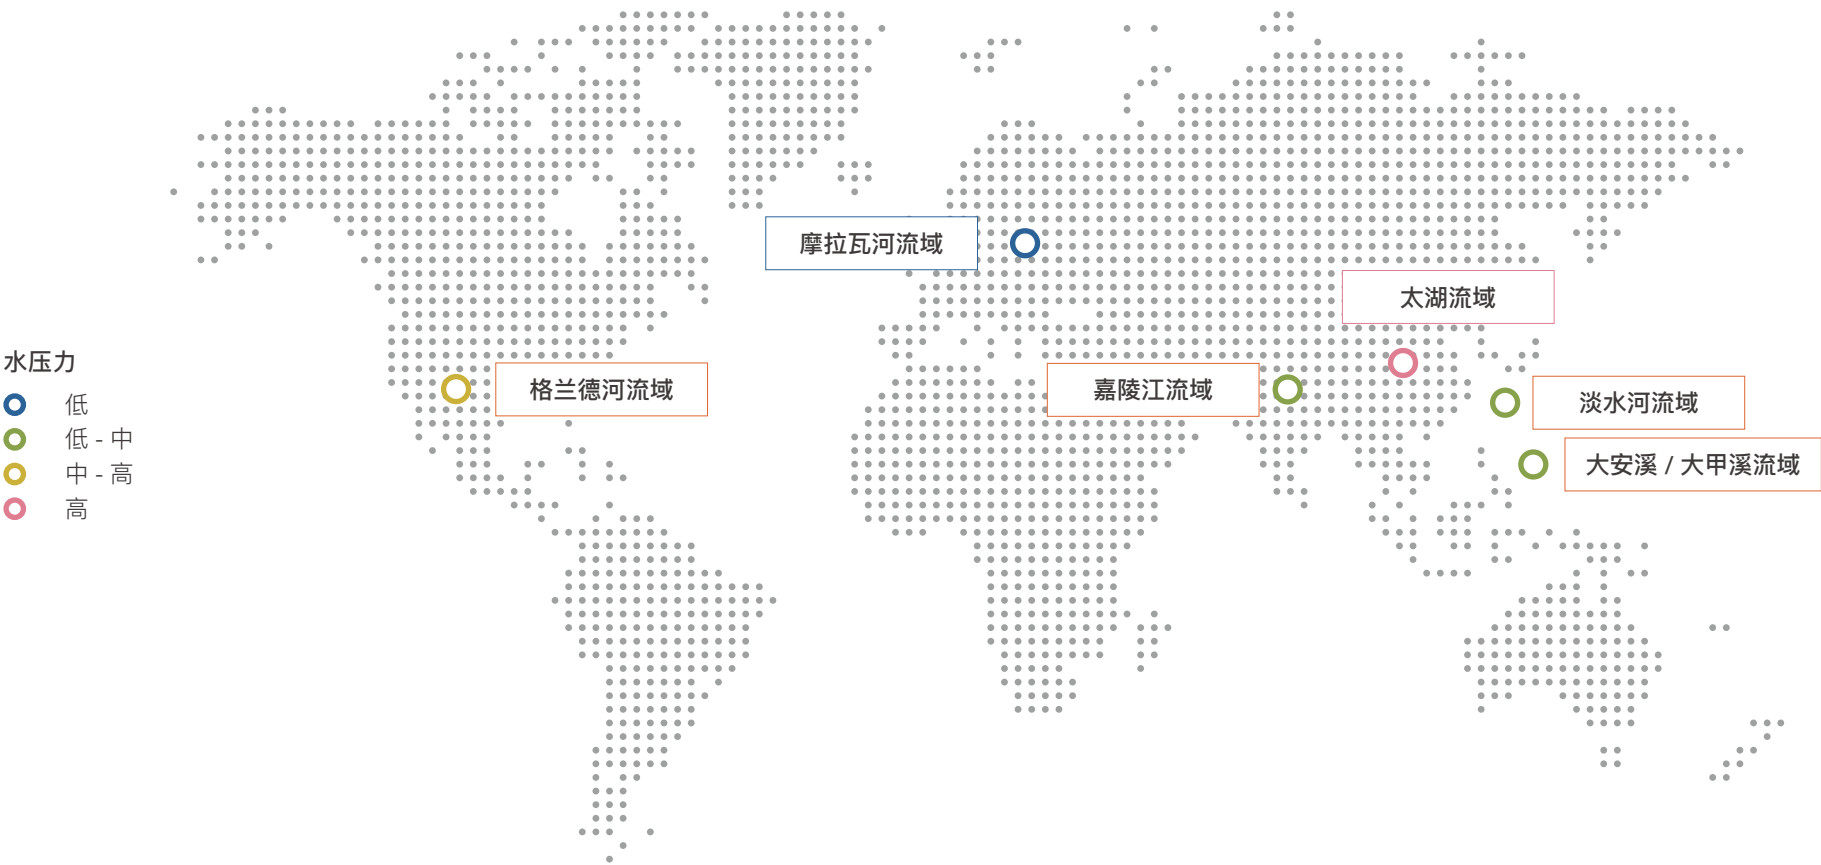 摩拉瓦河流域
太湖流域
格兰德河流域
嘉陵江流域
淡水河流域
大安溪 / 大甲溪流域
水压力
低
低 - 中
中 - 高
高